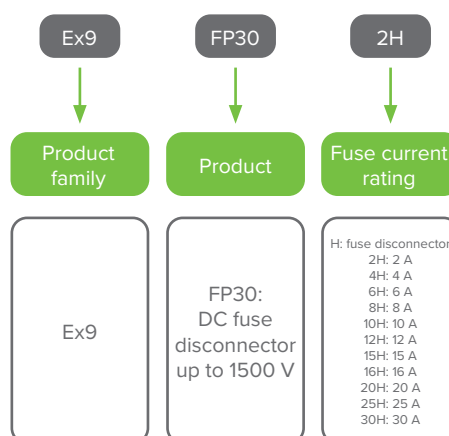 Ex9
FP30
2H
Product
family
Product
Fuse current
rating
Ex9
FP30:
DC fuse
disconnector
up to 1500 V
H: fuse disconnector
2H: 2 A
4H: 4 A
6H: 6 A
8H: 8 A
10H: 10 A
12H: 12 A
15H: 15 A
16H: 16 A
20H: 20 A
25H: 25 A
30H: 30 A